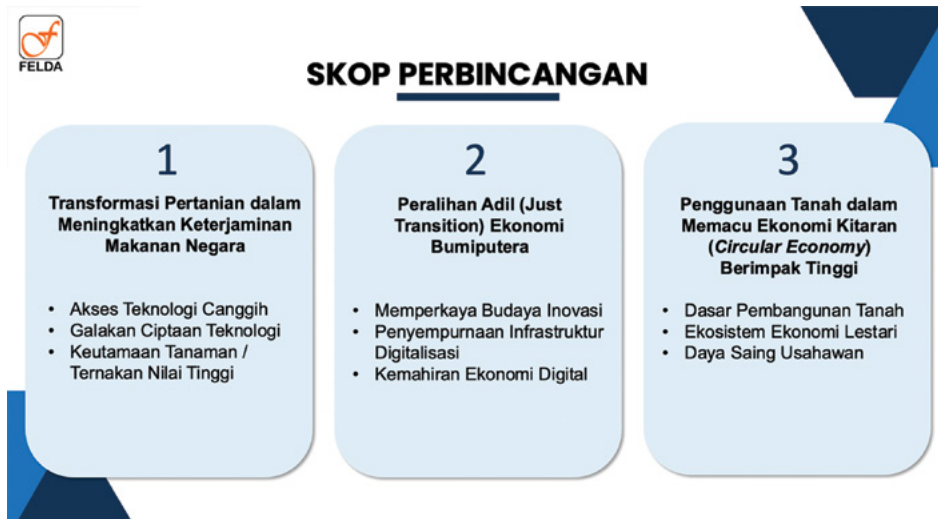 FELDA
SKOP PERBINCANGAN
1
Transformasi Pertanian dalam
Meningkatkan Keterjaminan
Makanan Negara
• Akses Teknologi Canggih
• Galakan Ciptaan Teknologi
• Keutamaan Tanaman /
Ternakan Nilai Tinggi
2
Peralihan Adil (Just
Transition) Ekonomi
Bumiputera
• Memperkaya Budaya Inovasi
• Penyempurnaan Infrastruktur
Digitalisasi
• Kemahiran Ekonomi Digital
3
Penggunaan Tanah dalam
Memacu Ekonomi Kitaran
(Circular Economy)
Berimpak Tinggi
• Dasar Pembangunan Tanah
• Ekosistem Ekonomi Lestari
• Daya Saing Usahawan